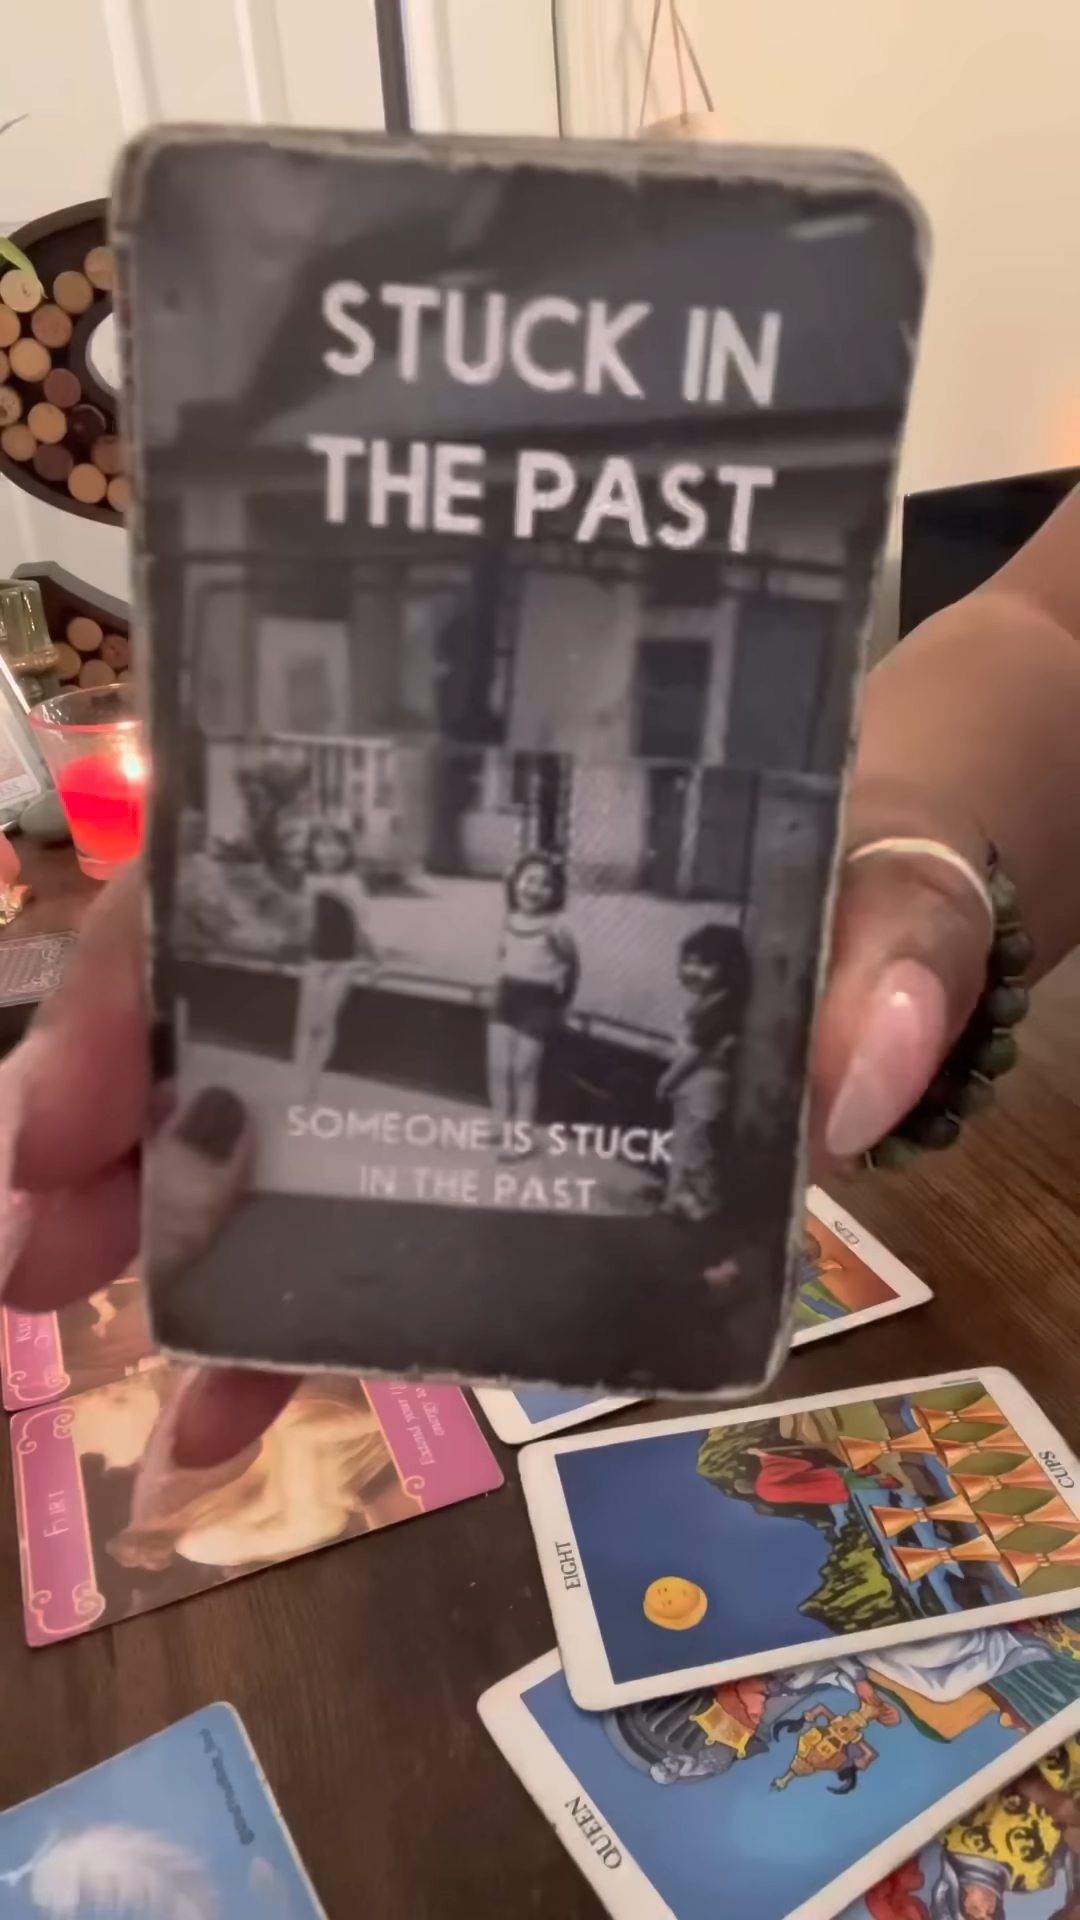 STUCK IN
THE PAST
SOMEONE IS STUCK
IN THE PAST
CUPS
FLIRT
EIGHT
CUPS
QUEEN